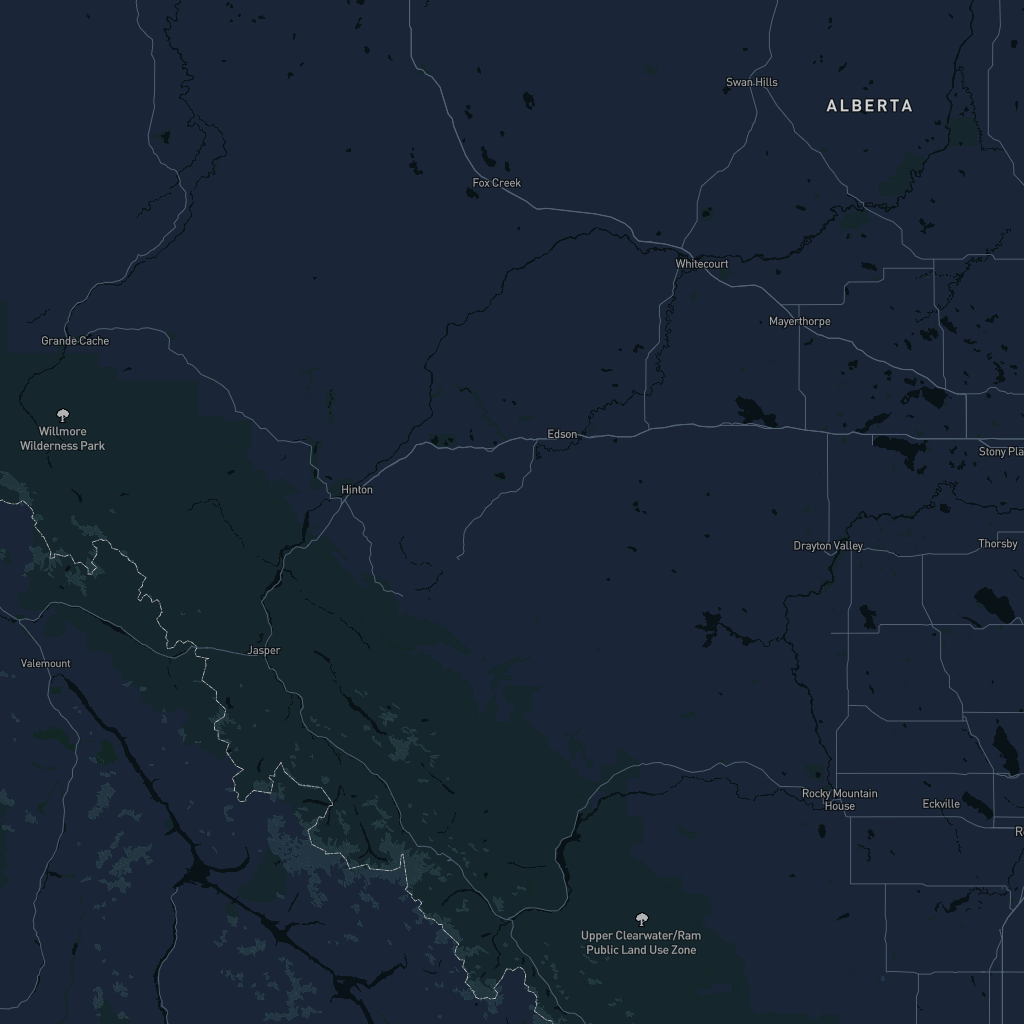 Swan Hills
ALBERTA
Fox Creek
Whitecourt
Mayerthorpe
Grande Cache
Willmore
Wilderness Park
Edson
Stony Pla
Hinton
Drayton Valley
Thorsby
Jasper
Valemount
Rocky Mountain
House
Eckville
R
Upper Clearwater/Ram
Public Land Use Zone